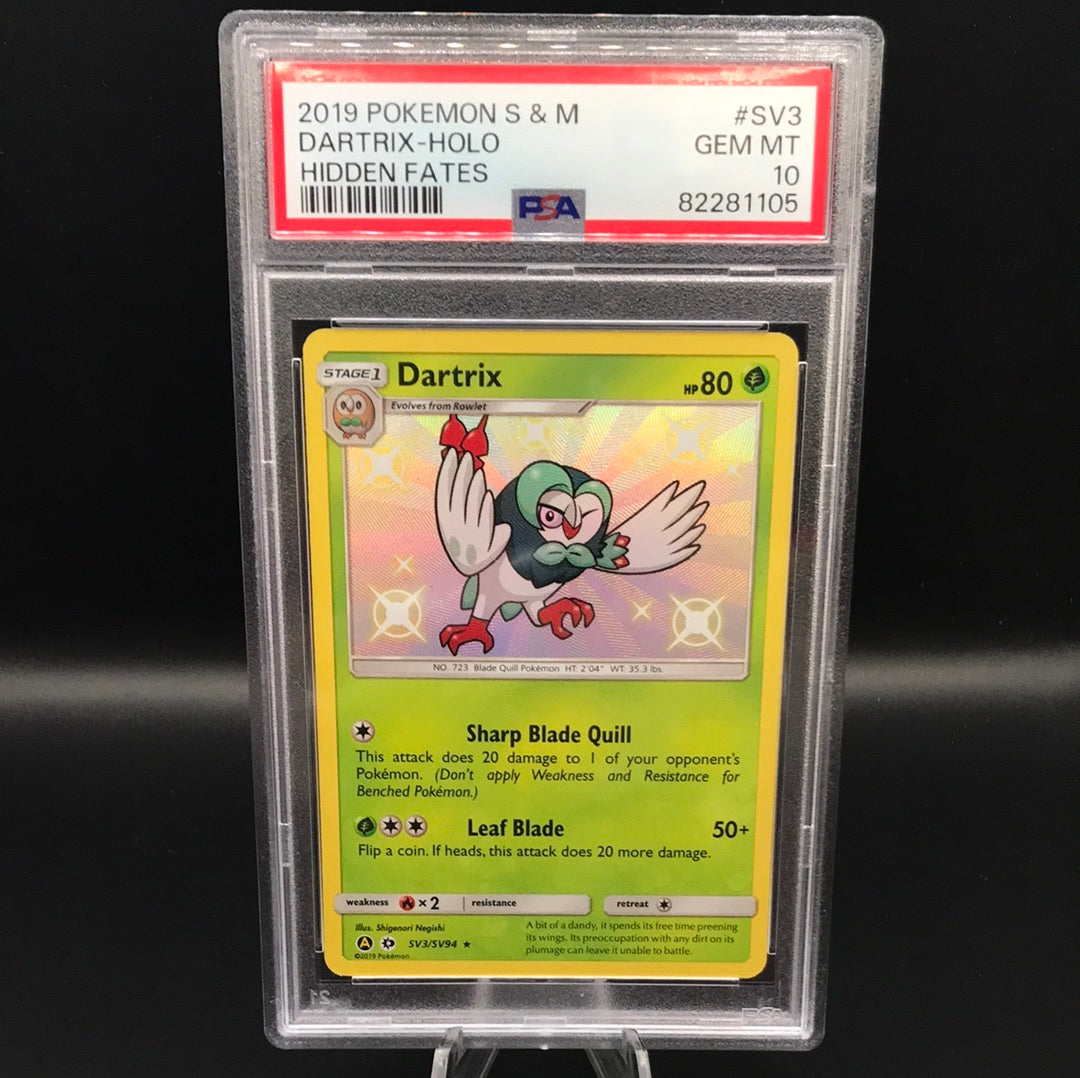 2019 POKEMON S & M #SV3
DARTRIX-HOLO GEM MT
HIDDEN FATES 10
PSA 82281105
STAGE 1 Dartrix HP 80
Evolves from Rowlet
NO. 723 Blade Quill Pokémon HT: 2'04" WT: 35.3 lbs.
Sharp Blade Quill
This attack does 20 damage to 1 of your opponent's
Pokémon. (Don't apply Weakness and Resistance for
Benched Pokémon.)
Leaf Blade 50+
Flip a coin. If heads, this attack does 20 more damage.
weakness × 2 resistance retreat
Illus. Shigenori Negishi
A SV3/SV94 ★
©2019 Pokémon
A bit of a dandy, it spends its free time preening
its wings. Its preoccupation with any dirt on its
plumage can leave it unable to battle.